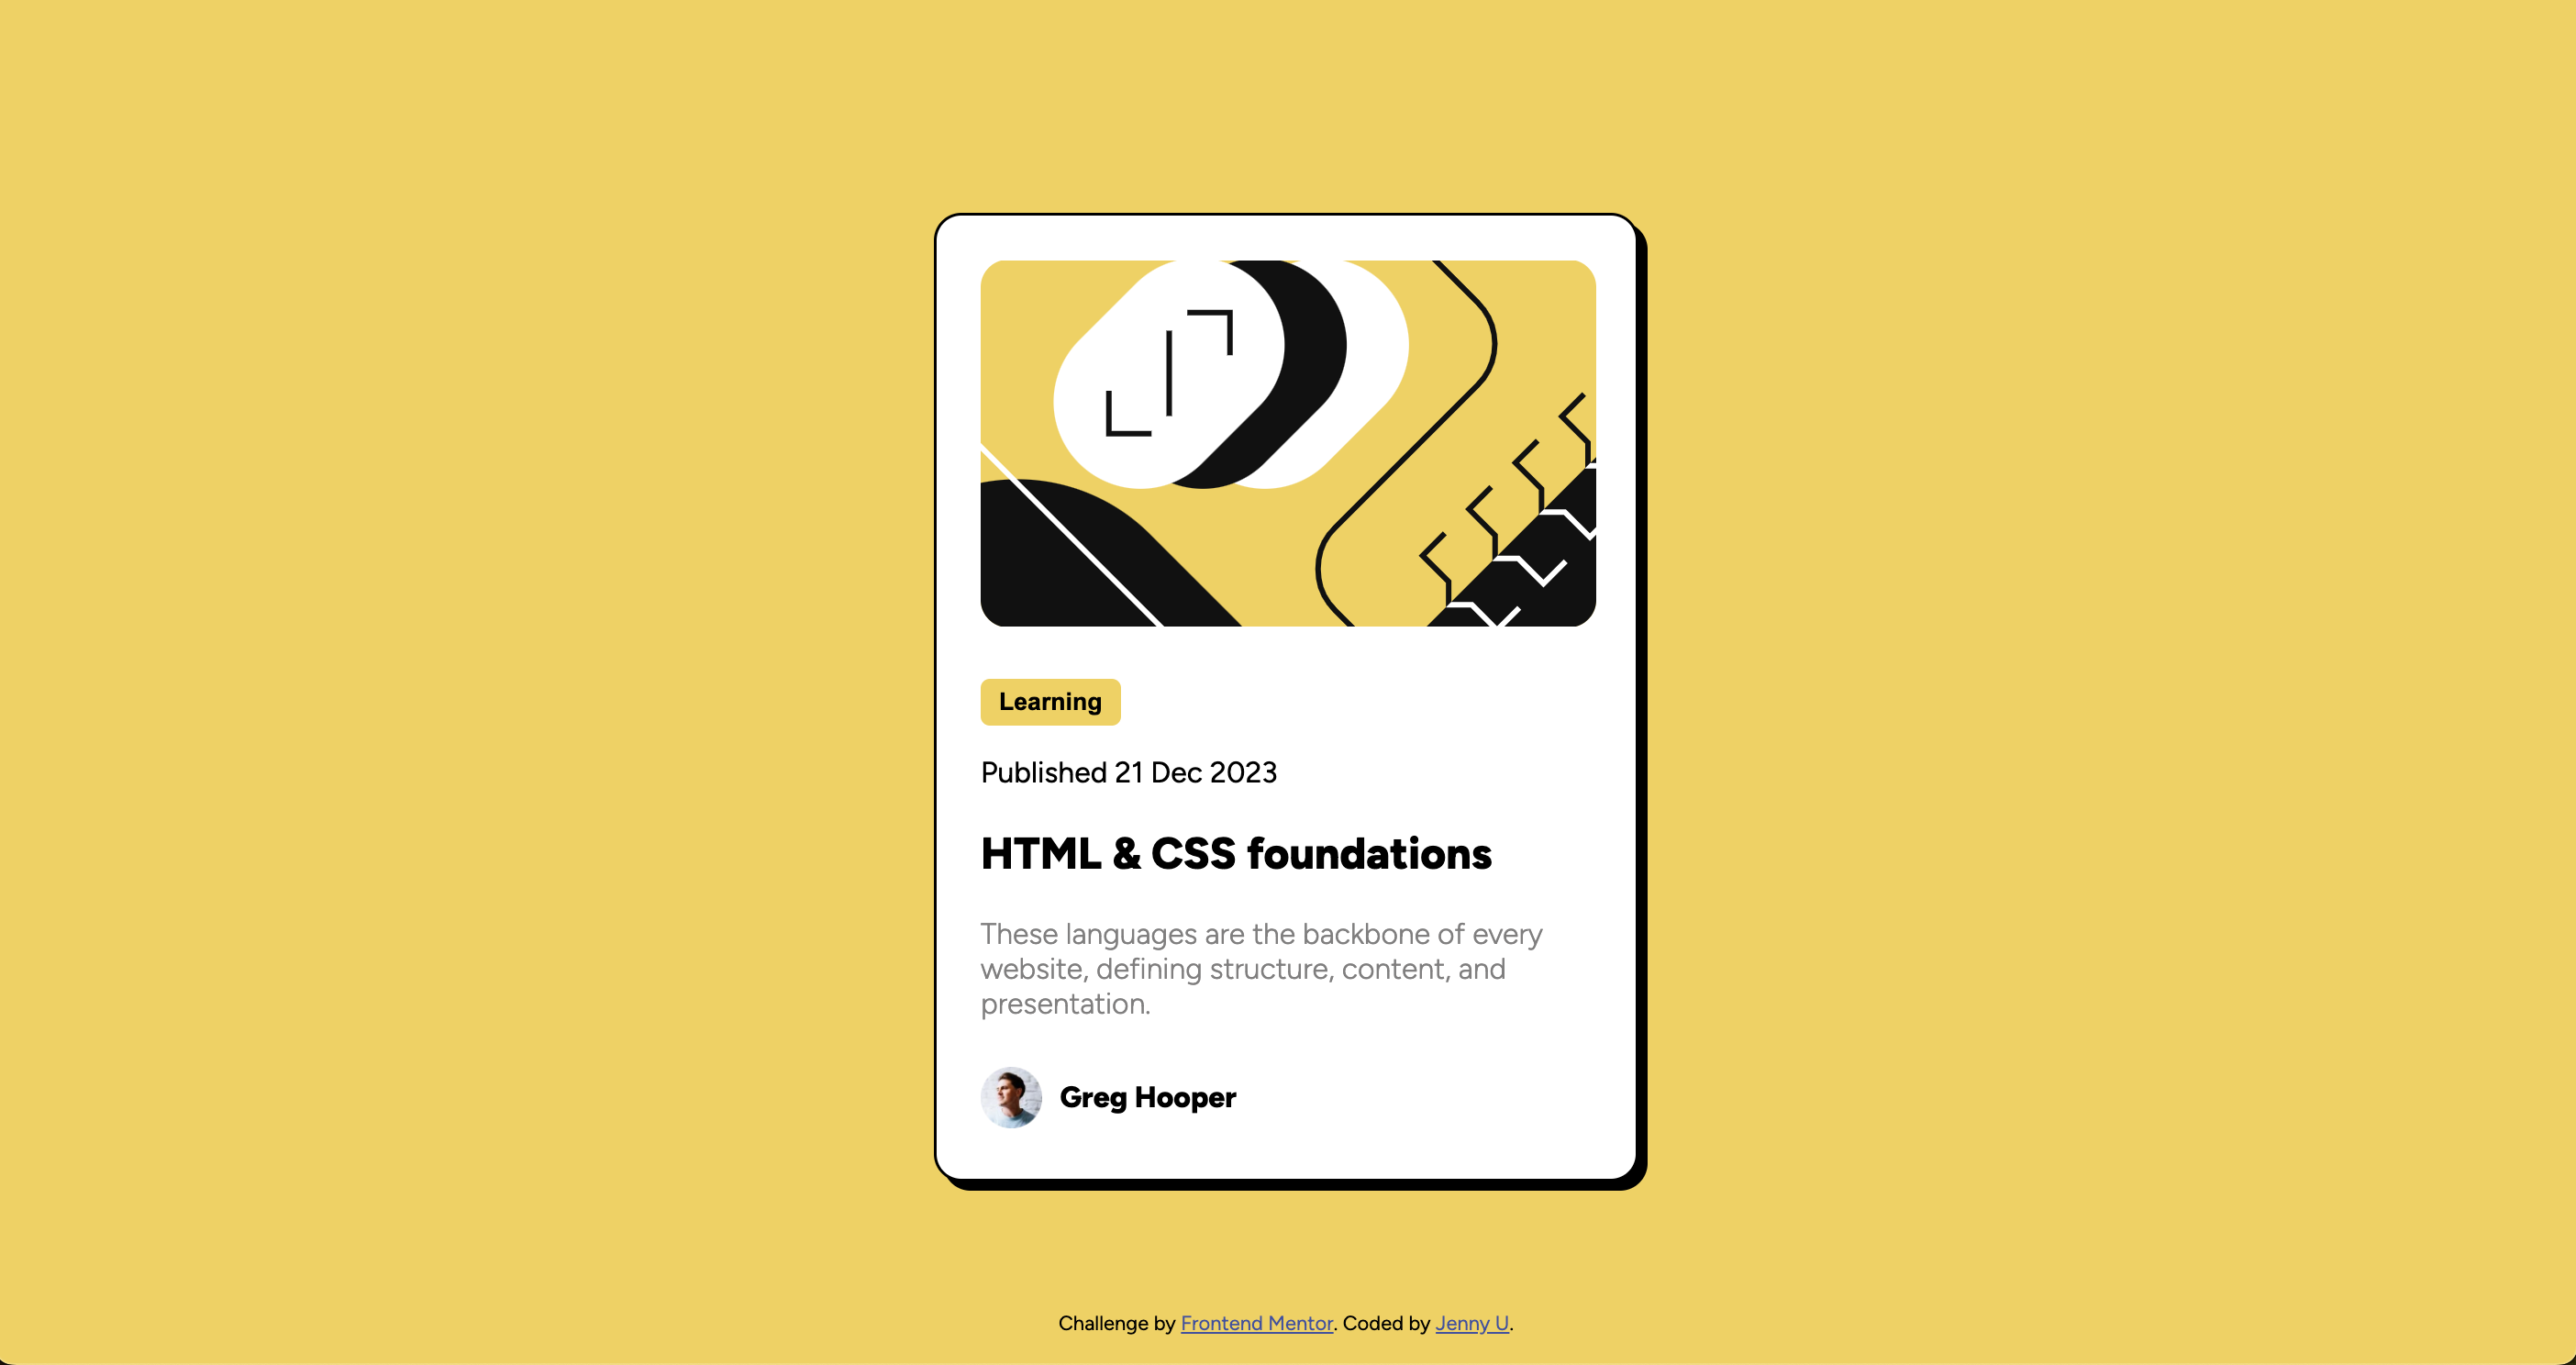 Learning
Published 21 Dec 2023
HTML & CSS foundations
These languages are the backbone of every
website, defining structure, content, and
presentation.
Greg Hooper
Challenge by Frontend Mentor. Coded by Jenny U.